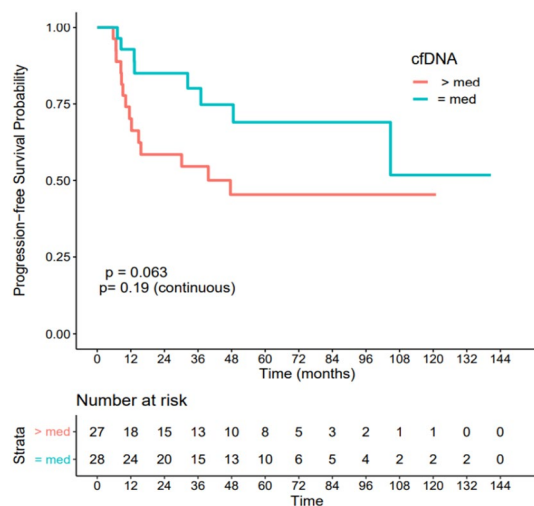 cfDNA
> med
= med
Progression−free Survival Probability
1.00
0.75
0.50
0.25
0.00
p = 0.063
p= 0.19 (continuous)
0 12 24 36 48 60 72 84 96 108 120 132 144
Time (months)
Number at risk
Strata
> med 27 18 15 13 10 8 5 3 2 1 1 0 0
= med 28 24 20 15 13 10 6 5 4 2 2 2 0
0 12 24 36 48 60 72 84 96 108 120 132 144
Time